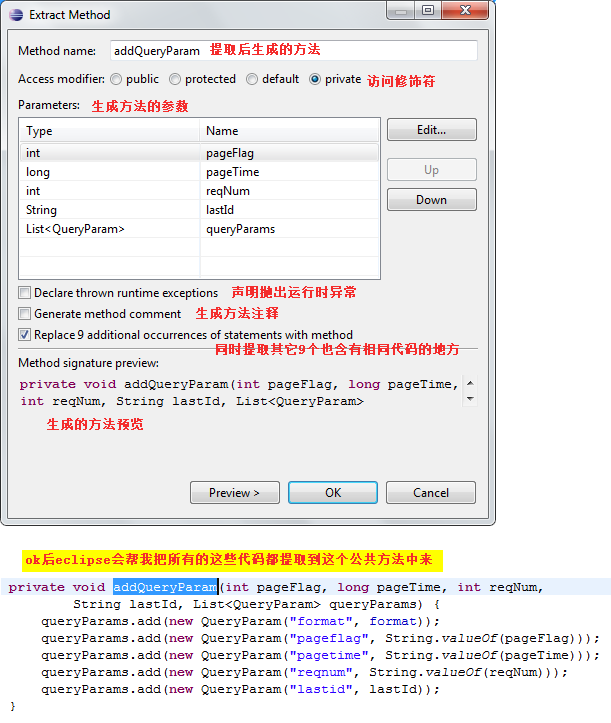 Extract Method
Method name: addQueryParam 提取后生成的方法
Access modifier: public protected default private 访问修饰符
Parameters: 生成方法的参数
Type Name
Edit...
int pageFlag
long pageTime
Up
int reqNum
Down
String lastId
List<QueryParam> queryParams
Declare thrown runtime exceptions 声明抛出运行时异常
Generate method comment 生成方法注释
Replace 9 additional occurrences of statements with method
同时提取其它9个也含有相同代码的地方
Method signature preview:
private void addQueryParam(int pageFlag, long pageTime,
int reqNum, String lastId, List<QueryParam>
生成的方法预览
Preview > OK Cancel
ok后eclipse会帮我把所有的这些代码都提取到这个公共方法中来
private void addQueryParam(int pageFlag, long pageTime, int reqNum,
String lastId, List<QueryParam> queryParams) {
queryParams.add(new QueryParam("format", format));
queryParams.add(new QueryParam("pageflag", String.valueOf(pageFlag)));
queryParams.add(new QueryParam("pagetime", String.valueOf(pageTime)));
queryParams.add(new QueryParam("reqnum", String.valueOf(reqNum)));
queryParams.add(new QueryParam("lastid", lastId));
}